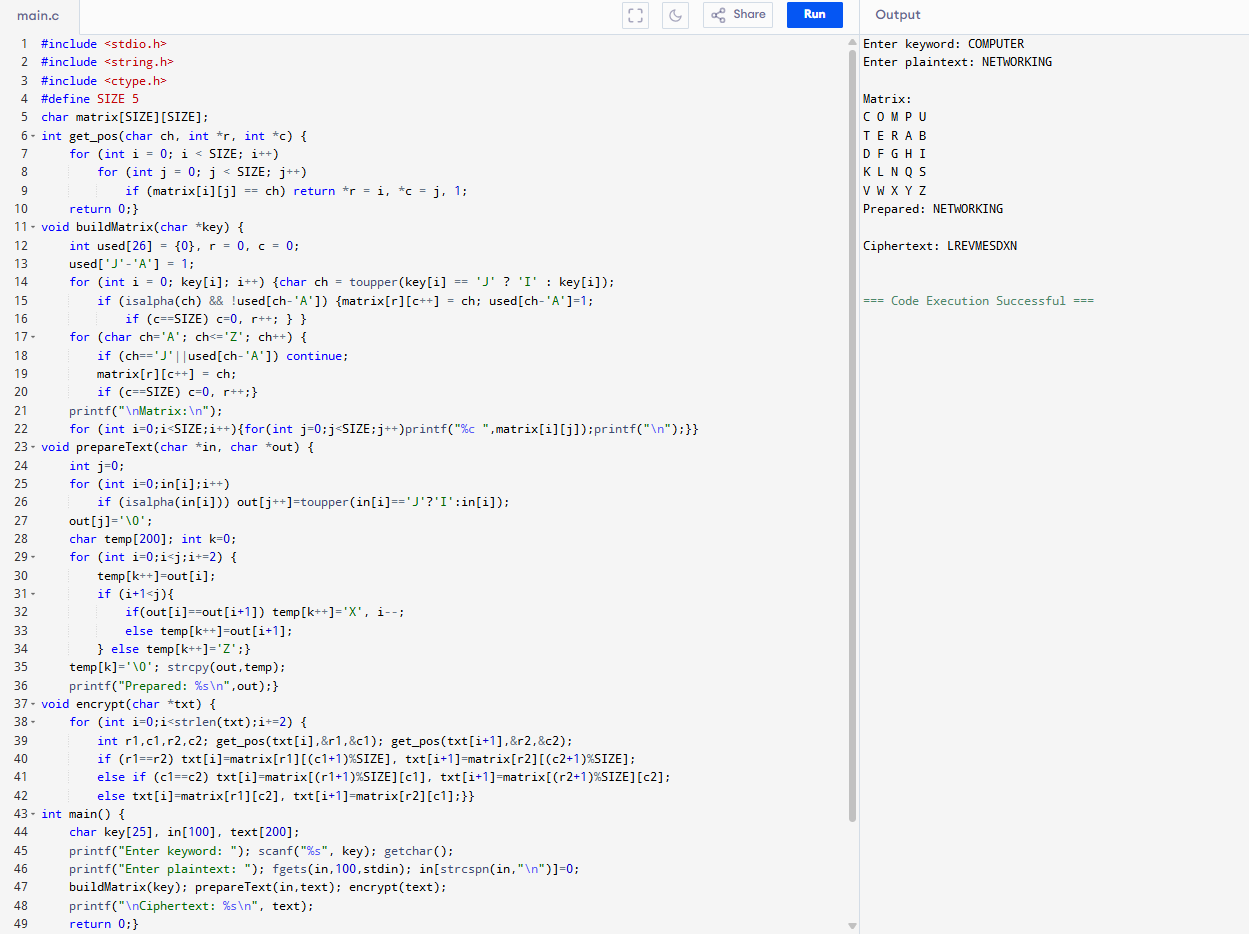 main.c
Share
Run
Output
1 #include <stdio.h>
2 #include <string.h>
3 #include <ctype.h>
4 #define SIZE 5
5 char matrix[SIZE][SIZE];
6 int get_pos(char ch, int *r, int *c) {
7     for (int i = 0; i < SIZE; i++)
8         for (int j = 0; j < SIZE; j++)
9             if (matrix[i][j] == ch) return *r = i, *c = j, 1;
10     return 0;}
11 void buildMatrix(char *key) {
12     int used[26] = {0}, r = 0, c = 0;
13     used['J'-'A'] = 1;
14     for (int i = 0; key[i]; i++) {char ch = toupper(key[i] == 'J' ? 'I' : key[i]);
15         if (isalpha(ch) && !used[ch-'A']) {matrix[r][c++] = ch; used[ch-'A']=1;
16             if (c==SIZE) c=0, r++; } }
17     for (char ch='A'; ch<='Z'; ch++) {
18         if (ch=='J'||used[ch-'A']) continue;
19         matrix[r][c++] = ch;
20         if (c==SIZE) c=0, r++;}
21     printf("\nMatrix:\n");
22     for (int i=0;i<SIZE;i++){for(int j=0;j<SIZE;j++)printf("%c ",matrix[i][j]);printf("\n");}}
23 void prepareText(char *in, char *out) {
24     int j=0;
25     for (int i=0;in[i];i++)
26         if (isalpha(in[i])) out[j++]=toupper(in[i]=='J'?'I':in[i]);
27     out[j]='\0';
28     char temp[200]; int k=0;
29     for (int i=0;i<j;i+=2) {
30         temp[k++]=out[i];
31         if (i+1<j){
32             if(out[i]==out[i+1]) temp[k++]='X', i--;
33             else temp[k++]=out[i+1];
34         } else temp[k++]='Z';}
35     temp[k]='\0'; strcpy(out,temp);
36     printf("Prepared: %s\n",out);}
37 void encrypt(char *txt) {
38     for (int i=0;i<strlen(txt);i+=2) {
39         int r1,c1,r2,c2; get_pos(txt[i],&r1,&c1); get_pos(txt[i+1],&r2,&c2);
40         if (r1==r2) txt[i]=matrix[r1][(c1+1)%SIZE], txt[i+1]=matrix[r2][(c2+1)%SIZE];
41         else if (c1==c2) txt[i]=matrix[(r1+1)%SIZE][c1], txt[i+1]=matrix[(r2+1)%SIZE][c2];
42         else txt[i]=matrix[r1][c2], txt[i+1]=matrix[r2][c1];}}
43 int main() {
44     char key[25], in[100], text[200];
45     printf("Enter keyword: "); scanf("%s", key); getchar();
46     printf("Enter plaintext: "); fgets(in,100,stdin); in[strcspn(in,"\n")]=0;
47     buildMatrix(key); prepareText(in,text); encrypt(text);
48     printf("\nCiphertext: %s\n", text);
49     return 0;}
Enter keyword: COMPUTER
Enter plaintext: NETWORKING
Matrix:
C O M P U
T E R A B
D F G H I
K L N Q S
V W X Y Z
Prepared: NETWORKING
Ciphertext: LREVMESDXN
=== Code Execution Successful ===